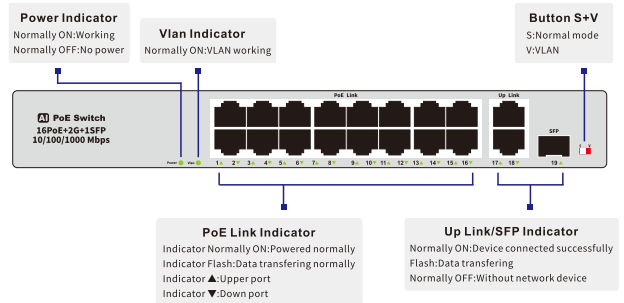 Power Indicator
Normally ON:Working
Normally OFF:No power
Vlan Indicator
Normally ON:VLAN working
Button S+V
S:Normal mode
V:VLAN
PoE Link
Up Link
AI PoE Switch
16PoE+2G+1SFP
10/100/1000 Mbps
SFP
S V
Power Vlan 1▲ 2▼ 3▲ 4▼ 5▲ 6▼ 7▲ 8▼ 9▲ 10▼ 11▲ 12▼ 13▲ 14▼ 15▲ 16▼ 17▲ 18▼ 19▲
PoE Link Indicator
Indicator Normally ON:Powered normally
Indicator Flash:Data transfering normally
Indicator ▲:Upper port
Indicator ▼:Down port
Up Link/SFP Indicator
Normally ON:Device connected successfully
Flash:Data transfering
Normally OFF:Without network device